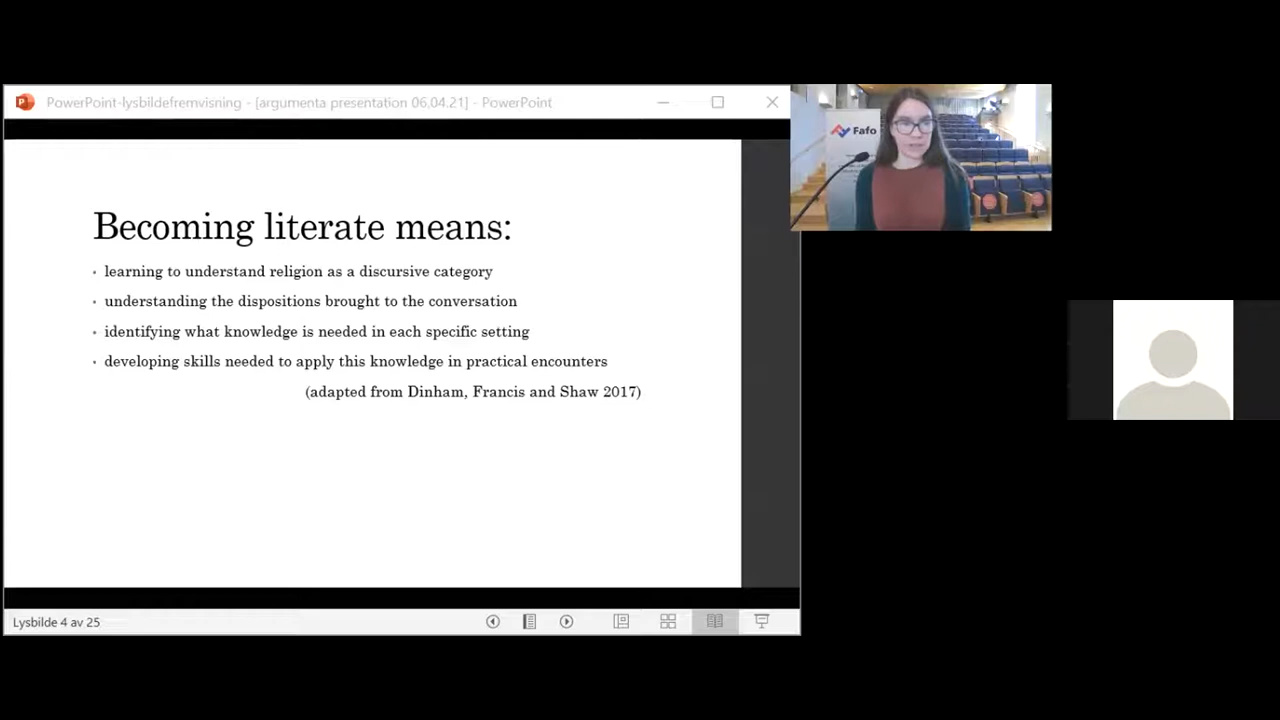 PowerPoint-lysbildefremvisning - [argumenta presentation 06.04.21] - PowerPoint
Fafo
Becoming literate means:
· learning to understand religion as a discursive category
· understanding the dispositions brought to the conversation
· identifying what knowledge is needed in each specific setting
· developing skills needed to apply this knowledge in practical encounters
(adapted from Dinham, Francis and Shaw 2017)
Lysbilde 4 av 25